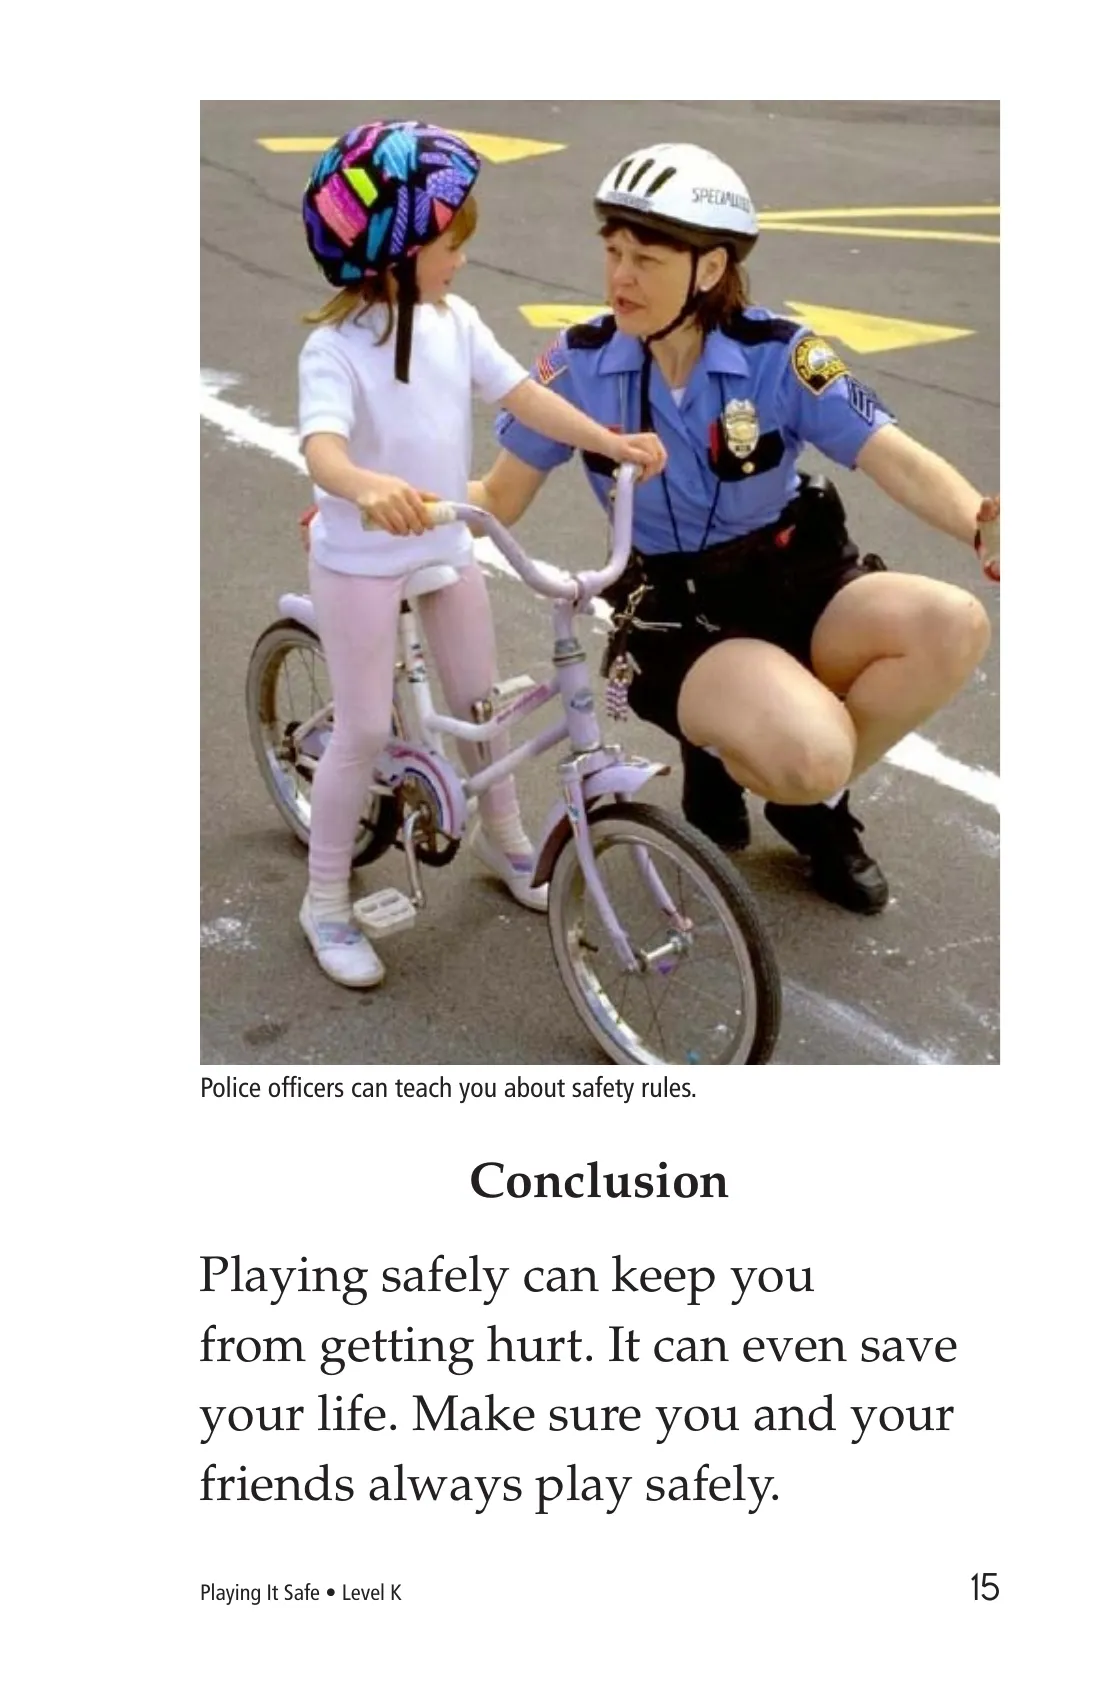 SPECIALIZED
Police officers can teach you about safety rules.
Conclusion
Playing safely can keep you
from getting hurt. It can even save
your life. Make sure you and your
friends always play safely.
Playing It Safe • Level K
15